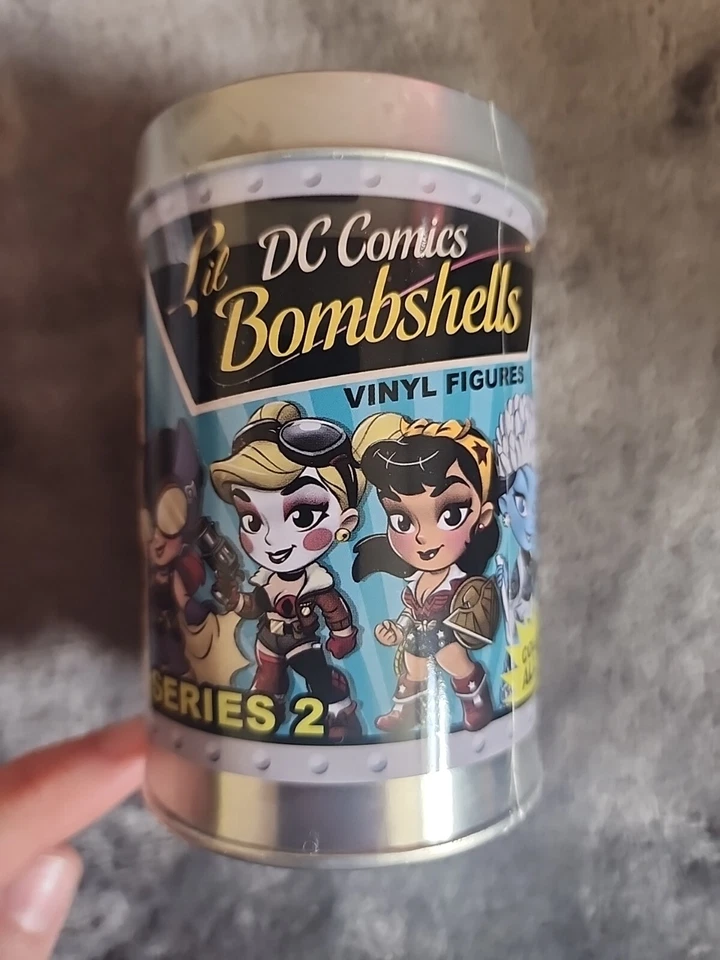 Lil DC Comics
Bombshells
VINYL FIGURES
SERIES 2